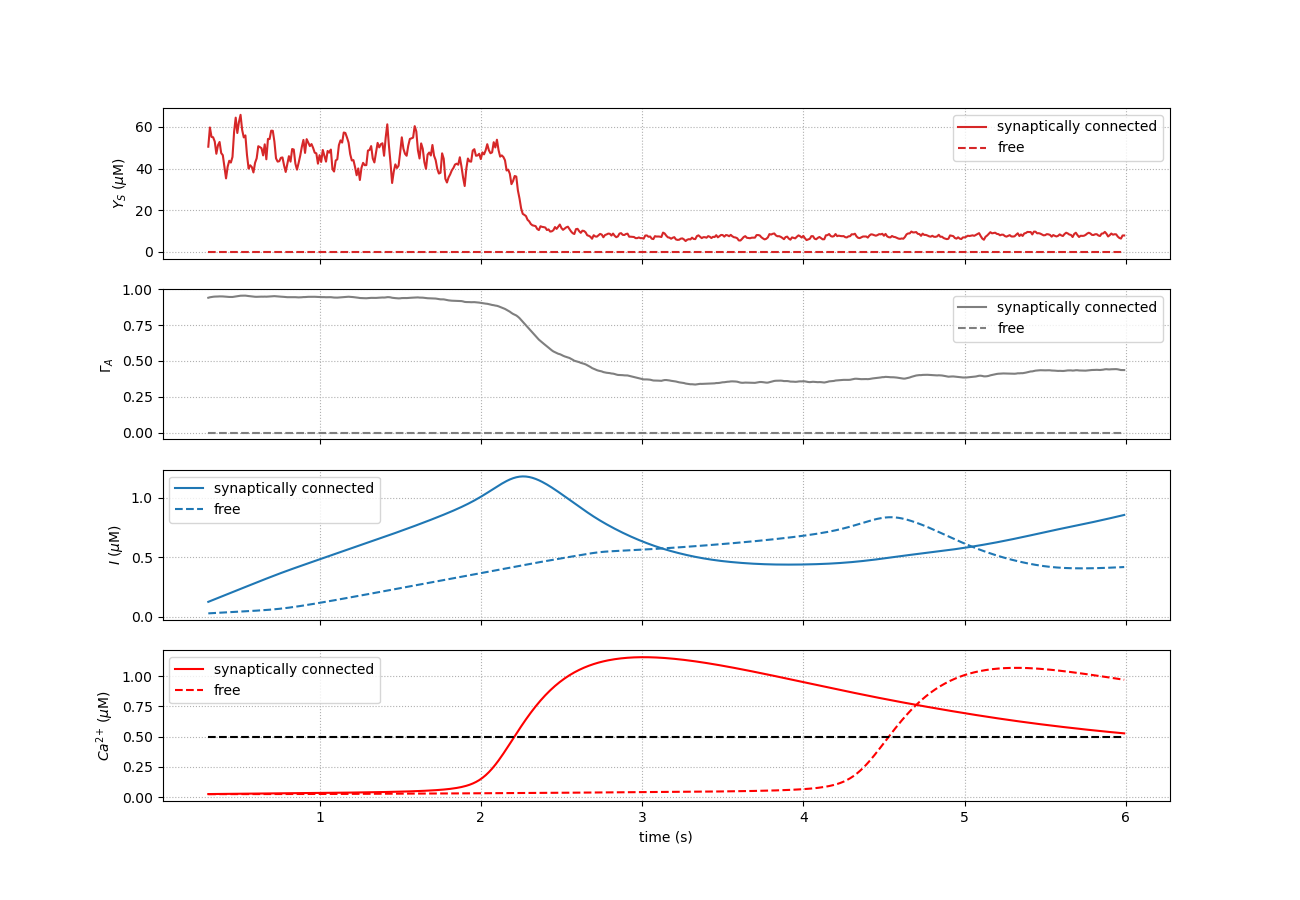 60
40
20
0
Y_S (μM)
synaptically connected
free
1.00
0.75
0.50
0.25
0.00
Γ_A
synaptically connected
free
1.0
0.5
0.0
I (μM)
synaptically connected
free
1.00
0.75
0.50
0.25
0.00
Ca²⁺ (μM)
synaptically connected
free
1 2 3 4 5 6
time (s)